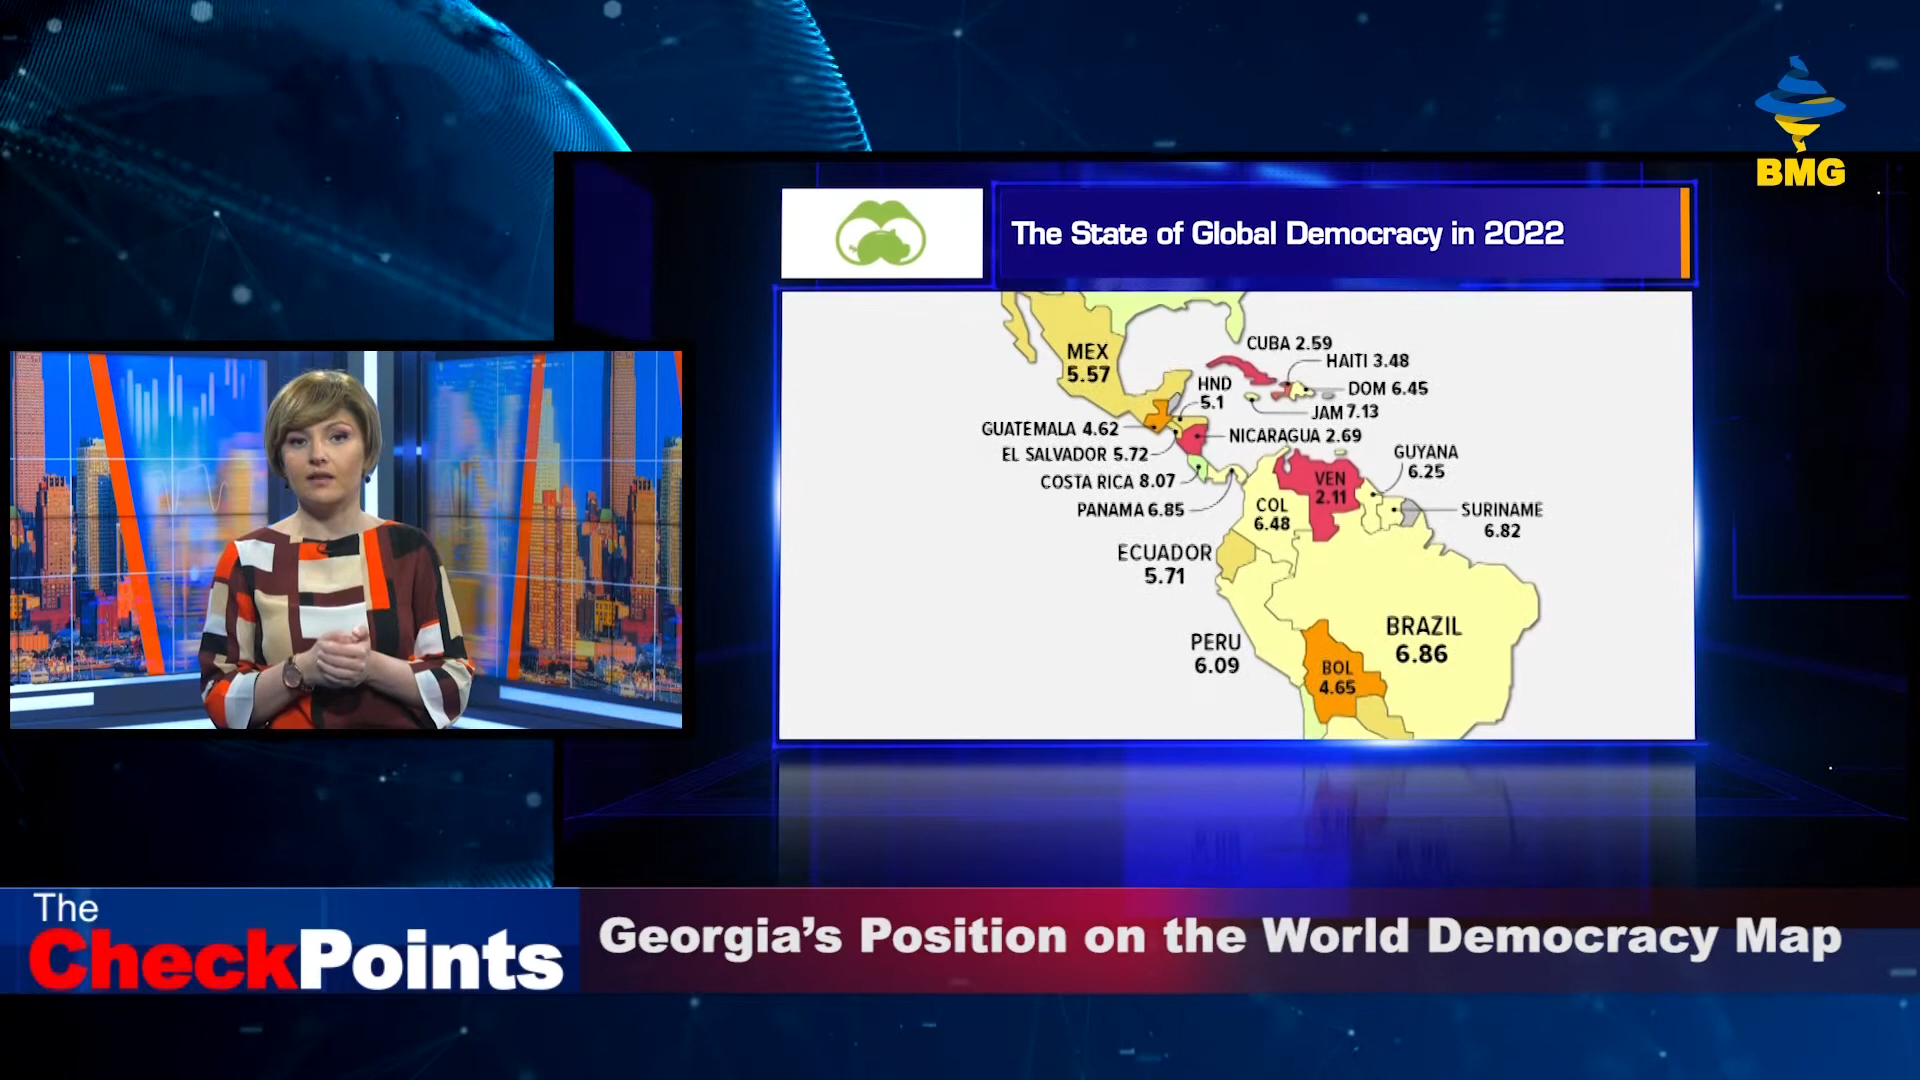 BMG
The State of Global Democracy in 2022
CUBA 2.59
HAITI 3.48
MEX
5.57
HND
5.1
DOM 6.45
JAM 7.13
GUATEMALA 4.62
NICARAGUA 2.69
EL SALVADOR 5.72
GUYANA
6.25
COSTA RICA 8.07
VEN
2.11
PANAMA 6.85
COL
6.48
SURINAME
6.82
ECUADOR
5.71
BRAZIL
6.86
PERU
6.09
BOL
4.65
The
CheckPoints
Georgia's Position on the World Democracy Map